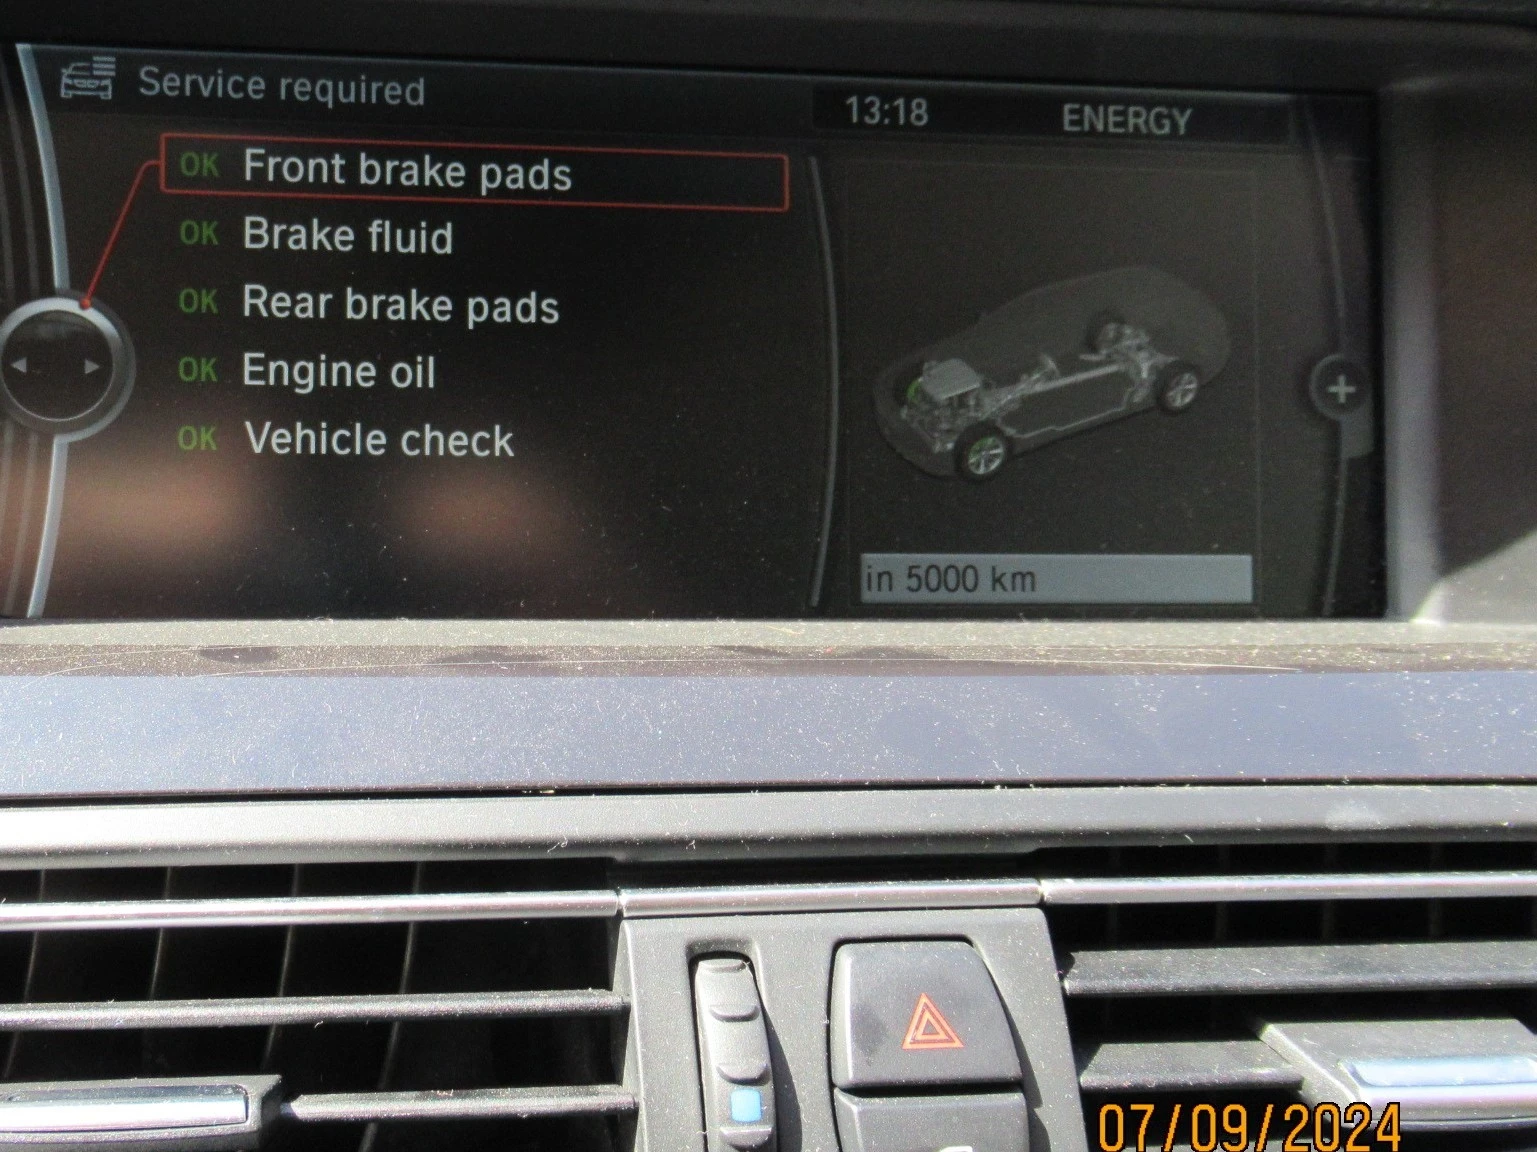 Service required
13:18 ENERGY
OK Front brake pads
OK Brake fluid
OK Rear brake pads
OK Engine oil
OK Vehicle check
in 5000 km
07/09/2024